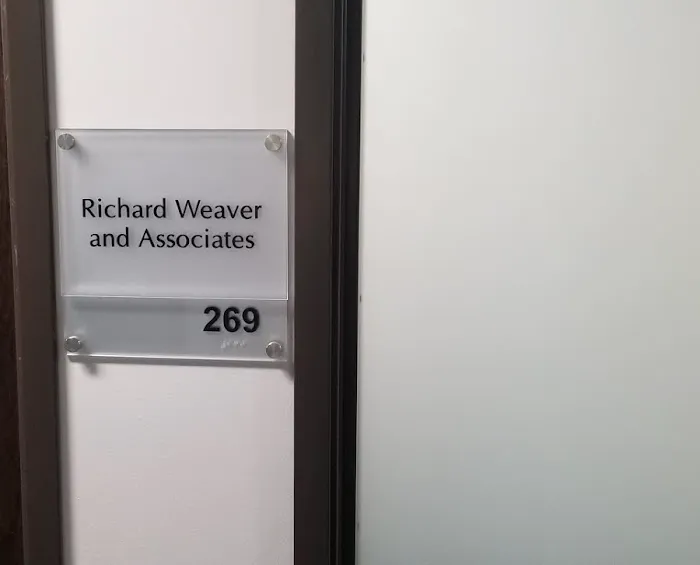 Richard Weaver
and Associates
269